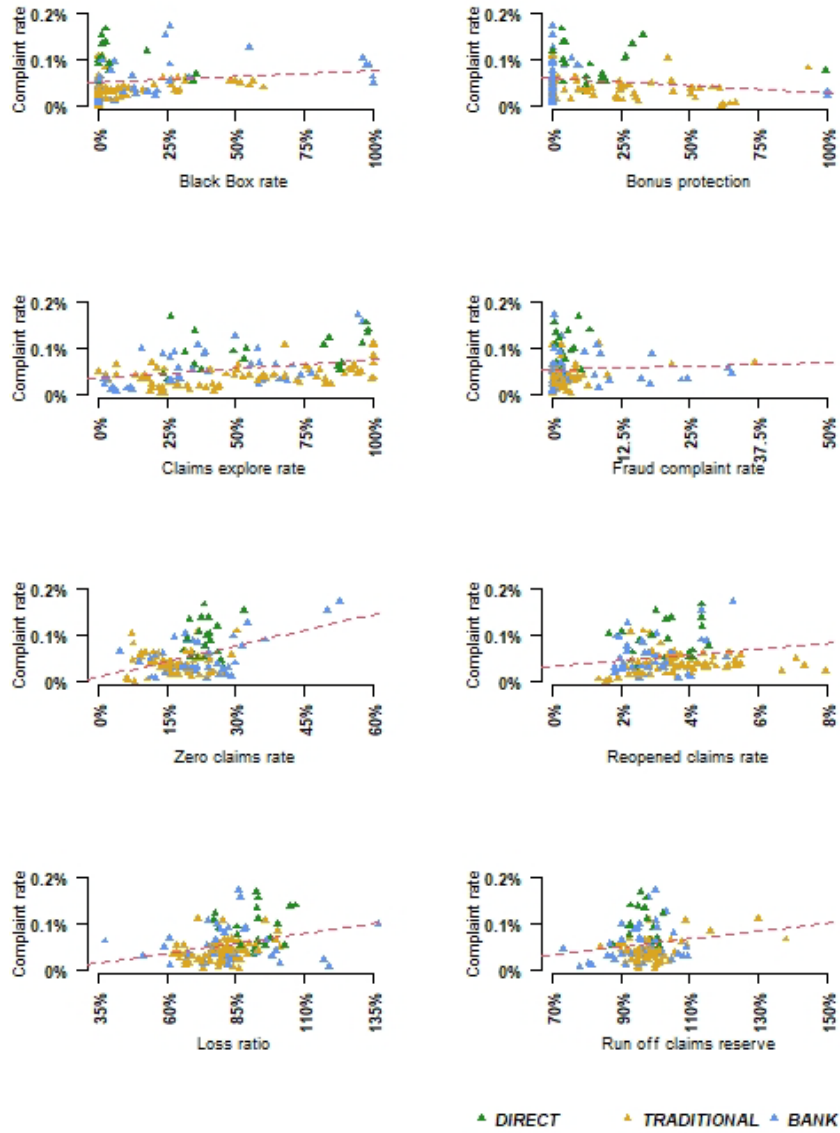 Complaint rate
0.2%
0.1%
0%
0% 25% 50% 75% 100%
Black Box rate
Complaint rate
0.2%
0.1%
0%
0% 25% 50% 75% 100%
Bonus protection
Complaint rate
0.2%
0.1%
0%
0% 25% 50% 75% 100%
Claims explore rate
Complaint rate
0.2%
0.1%
0%
0% 12.5% 25% 37.5% 50%
Fraud complaint rate
Complaint rate
0.2%
0.1%
0%
0% 15% 30% 45% 60%
Zero claims rate
Complaint rate
0.2%
0.1%
0%
0% 2% 4% 6% 8%
Reopened claims rate
Complaint rate
0.2%
0.1%
0%
35% 60% 85% 110% 135%
Loss ratio
Complaint rate
0.2%
0.1%
0%
70% 90% 110% 130% 150%
Run off claims reserve
DIRECT TRADITIONAL BANK